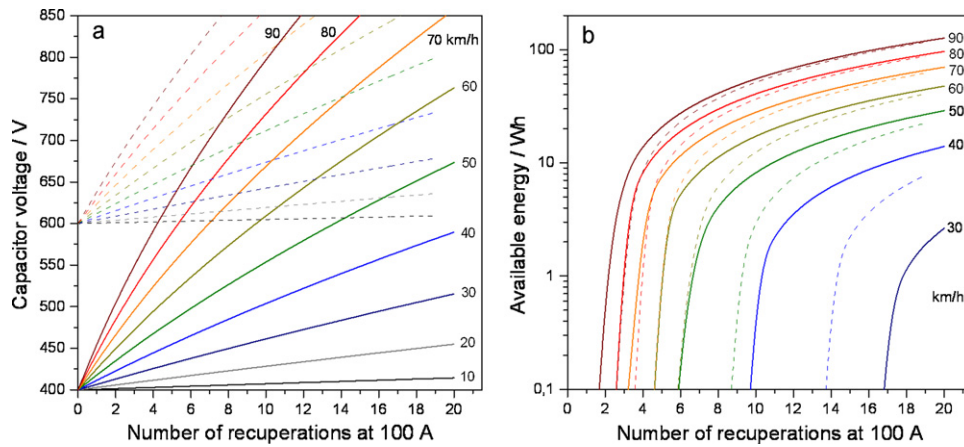 a
850
800
750
700
650
600
550
500
450
400
Capacitor voltage / V
90
80
70 km/h
60
50
40
30
20
10
0 2 4 6 8 10 12 14 16 18 20
Number of recuperations at 100 A
b
100
10
1
0,1
Available energy / Wh
90
80
70
60
50
40
30
km/h
0 2 4 6 8 10 12 14 16 18 20
Number of recuperations at 100 A